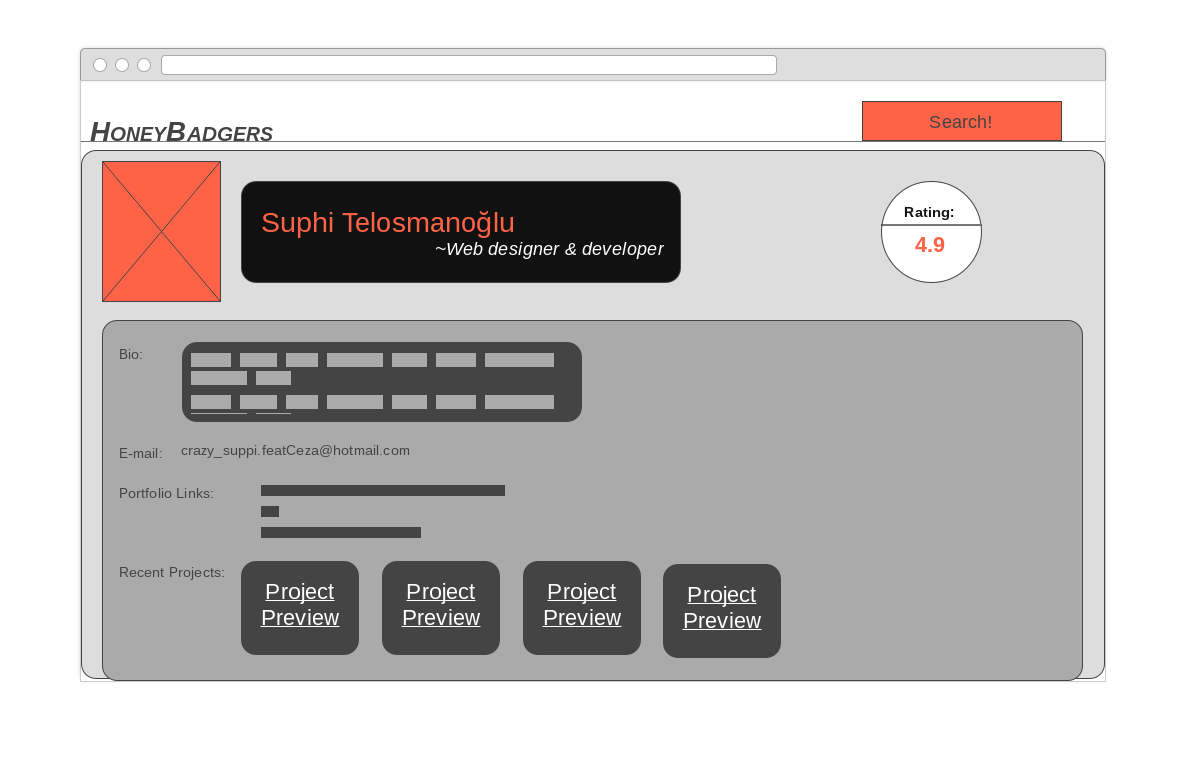 HONEYBADGERS
Search!
Suphi Telosmanoğlu
~Web designer & developer
Rating:
4.9
Bio:
E-mail:
crazy_suppi.featCeza@hotmail.com
Portfolio Links:
Recent Projects:
Project
Preview
Project
Preview
Project
Preview
Project
Preview